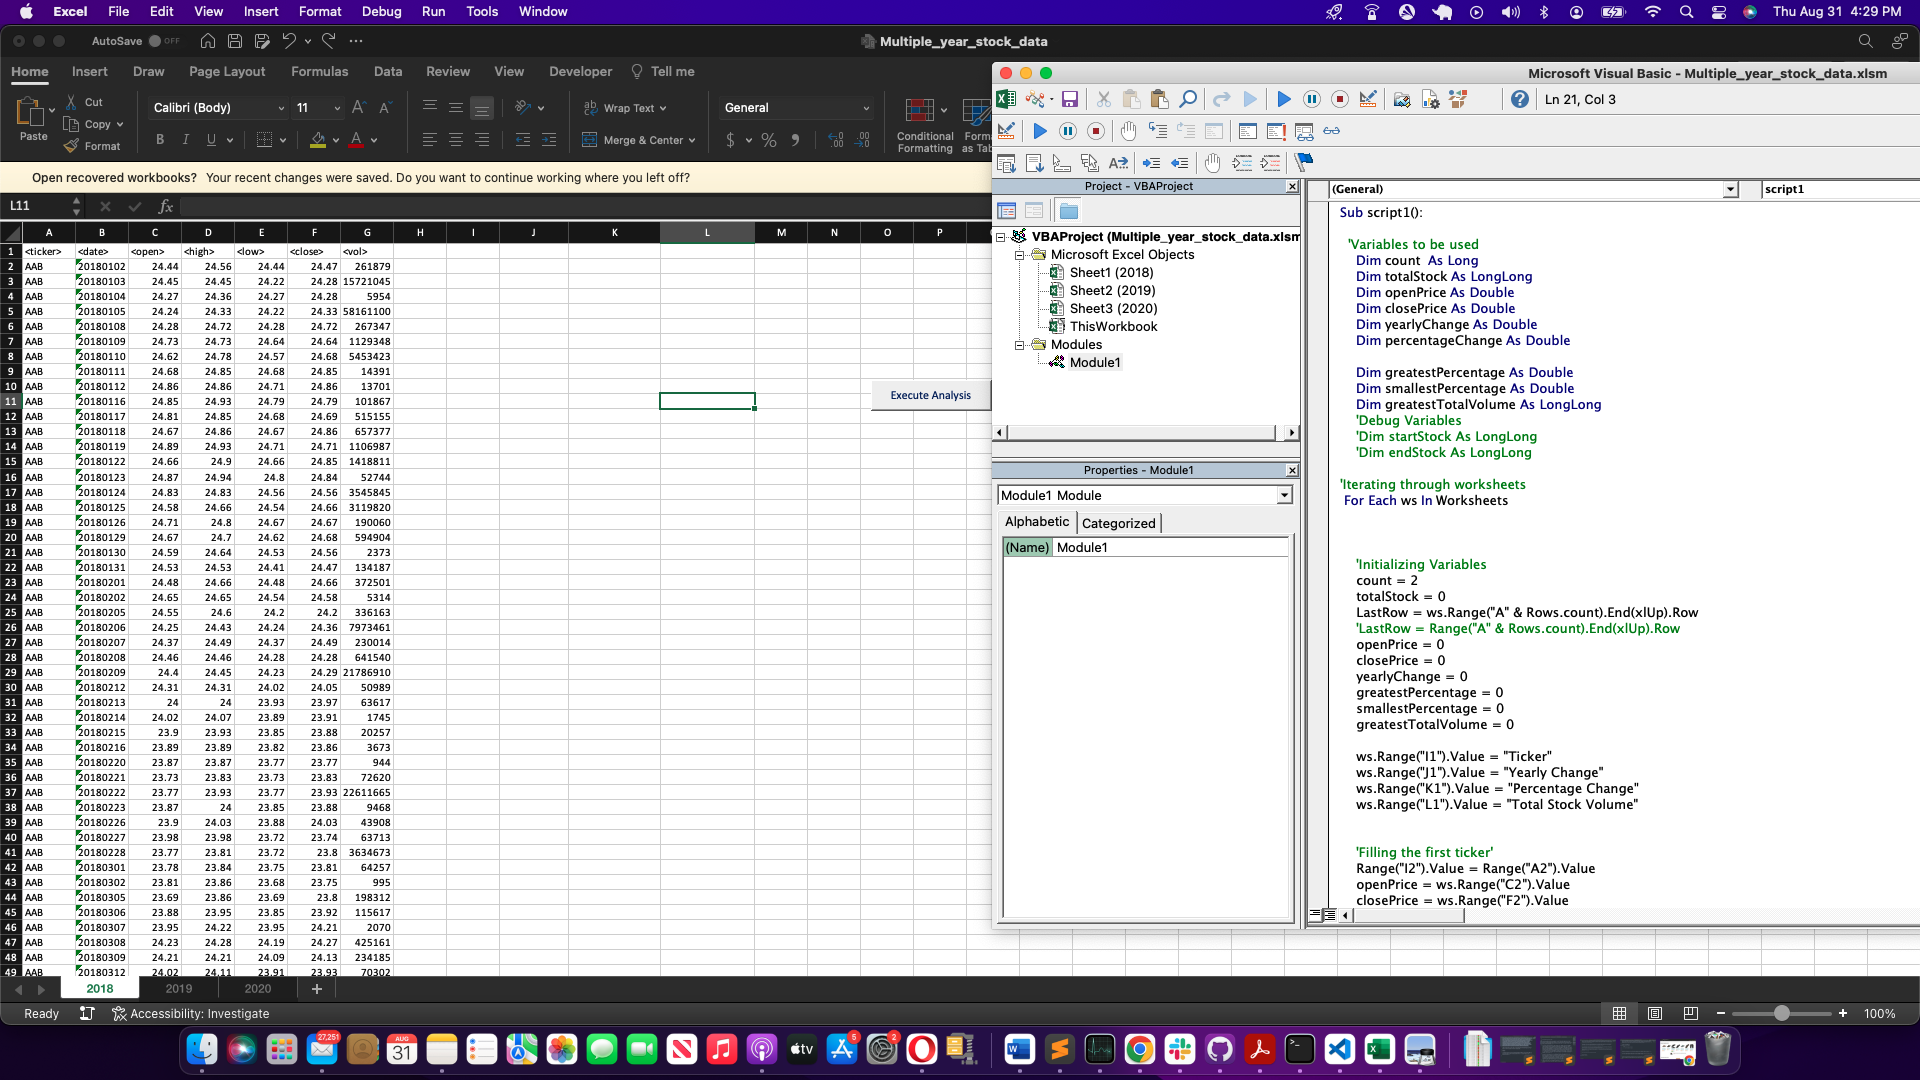 Excel File Edit View Insert Format Debug Run Tools Window Thu Aug 31 4:29 PM
AutoSave OFF Multiple_year_stock_data
Home Insert Draw Page Layout Formulas Data Review View Developer Tell me
Paste Cut Copy Format
Calibri (Body) 11
B I U
Wrap Text
Merge & Center
General
$ %
Conditional Formatting
as Tab
Open recovered workbooks? Your recent changes were saved. Do you want to continue working where you left off?
L11 fx
A B C D E F G H I J K L M N O P
1 <ticker> <date> <open> <high> <low> <close> <vol>
2 AAB 20180102 24.44 24.56 24.44 24.47 261879
3 AAB 20180103 24.45 24.45 24.22 24.28 15721045
4 AAB 20180104 24.27 24.36 24.27 24.28 5954
5 AAB 20180105 24.24 24.33 24.22 24.33 58161100
6 AAB 20180108 24.28 24.72 24.28 24.72 267347
7 AAB 20180109 24.73 24.73 24.64 24.64 1129348
8 AAB 20180110 24.62 24.78 24.57 24.68 5453423
9 AAB 20180111 24.68 24.85 24.68 24.85 14391
10 AAB 20180112 24.86 24.86 24.71 24.86 13701
11 AAB 20180116 24.85 24.93 24.79 24.79 101867
12 AAB 20180117 24.81 24.85 24.68 24.69 515155
13 AAB 20180118 24.67 24.86 24.67 24.86 657377
14 AAB 20180119 24.89 24.93 24.71 24.71 1106987
15 AAB 20180122 24.66 24.9 24.66 24.85 1418811
16 AAB 20180123 24.87 24.94 24.8 24.84 52744
17 AAB 20180124 24.83 24.83 24.56 24.56 3545845
18 AAB 20180125 24.58 24.66 24.54 24.66 3119820
19 AAB 20180126 24.71 24.8 24.67 24.67 190060
20 AAB 20180129 24.67 24.7 24.62 24.68 594904
21 AAB 20180130 24.59 24.64 24.53 24.56 2373
22 AAB 20180131 24.53 24.53 24.41 24.47 134187
23 AAB 20180201 24.48 24.66 24.48 24.66 372501
24 AAB 20180202 24.65 24.65 24.54 24.58 5314
25 AAB 20180205 24.55 24.6 24.2 24.2 336163
26 AAB 20180206 24.25 24.43 24.24 24.36 7973461
27 AAB 20180207 24.37 24.49 24.37 24.49 230014
28 AAB 20180208 24.46 24.46 24.28 24.28 641540
29 AAB 20180209 24.4 24.45 24.23 24.29 21786910
30 AAB 20180212 24.31 24.31 24.02 24.05 50989
31 AAB 20180213 24 24 23.93 23.97 63617
32 AAB 20180214 24.02 24.07 23.89 23.91 1745
33 AAB 20180215 23.9 23.93 23.85 23.88 20257
34 AAB 20180216 23.89 23.89 23.82 23.86 3673
35 AAB 20180220 23.87 23.87 23.77 23.77 944
36 AAB 20180221 23.73 23.83 23.73 23.83 72620
37 AAB 20180222 23.77 23.93 23.77 23.93 22611665
38 AAB 20180223 23.87 24 23.85 23.88 9468
39 AAB 20180226 23.9 24.03 23.88 24.03 43908
40 AAB 20180227 23.98 23.98 23.72 23.74 63713
41 AAB 20180228 23.77 23.81 23.72 23.8 3634673
42 AAB 20180301 23.78 23.84 23.75 23.81 64257
43 AAB 20180302 23.81 23.86 23.68 23.75 995
44 AAB 20180305 23.69 23.86 23.69 23.8 198312
45 AAB 20180306 23.88 23.95 23.85 23.92 115617
46 AAB 20180307 23.95 24.22 23.95 24.21 2070
47 AAB 20180308 24.23 24.28 24.19 24.27 425161
48 AAB 20180309 24.21 24.21 24.09 24.13 234185
49 AAB 20180312 24.02 24.11 23.91 23.93 70302
Execute Analysis
2018 2019 2020
Ready Accessibility: Investigate 100%
Microsoft Visual Basic - Multiple_year_stock_data.xlsm
Ln 21, Col 3
Project - VBAProject
VBAProject (Multiple_year_stock_data.xlsm
Microsoft Excel Objects
Sheet1 (2018)
Sheet2 (2019)
Sheet3 (2020)
ThisWorkbook
Modules
Module1
Properties - Module1
Module1 Module
Alphabetic Categorized
(Name) Module1
(General) script1
Sub script1():
'Variables to be used
Dim count As Long
Dim totalStock As LongLong
Dim openPrice As Double
Dim closePrice As Double
Dim yearlyChange As Double
Dim percentageChange As Double
Dim greatestPercentage As Double
Dim smallestPercentage As Double
Dim greatestTotalVolume As LongLong
'Debug Variables
'Dim startStock As LongLong
'Dim endStock As LongLong
'Iterating through worksheets
For Each ws In Worksheets
'Initializing Variables
count = 2
totalStock = 0
LastRow = ws.Range("A" & Rows.count).End(xlUp).Row
'LastRow = Range("A" & Rows.count).End(xlUp).Row
openPrice = 0
closePrice = 0
yearlyChange = 0
greatestPercentage = 0
smallestPercentage = 0
greatestTotalVolume = 0
ws.Range("I1").Value = "Ticker"
ws.Range("J1").Value = "Yearly Change"
ws.Range("K1").Value = "Percentage Change"
ws.Range("L1").Value = "Total Stock Volume"
'Filling the first ticker'
Range("I2").Value = Range("A2").Value
openPrice = ws.Range("C2").Value
closePrice = ws.Range("F2").Value
27,251 AUG 31 tv 5 2